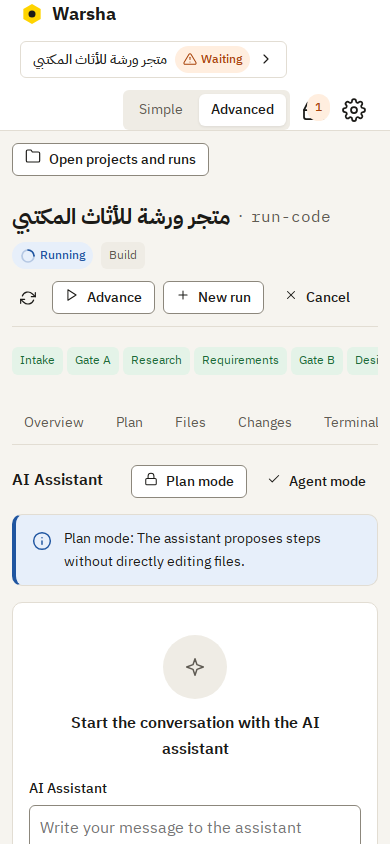 Warsha
متجر ورشة للأثاث المكتبي
Waiting
Simple
Advanced
1
Open projects and runs
متجر ورشة للأثاث المكتبي · run-code
Running
Build
Advance
New run
Cancel
Intake
Gate A
Research
Requirements
Gate B
Desi
Overview
Plan
Files
Changes
Terminal
AI Assistant
Plan mode
Agent mode
Plan mode: The assistant proposes steps
without directly editing files.
Start the conversation with the AI
assistant
AI Assistant
Write your message to the assistant